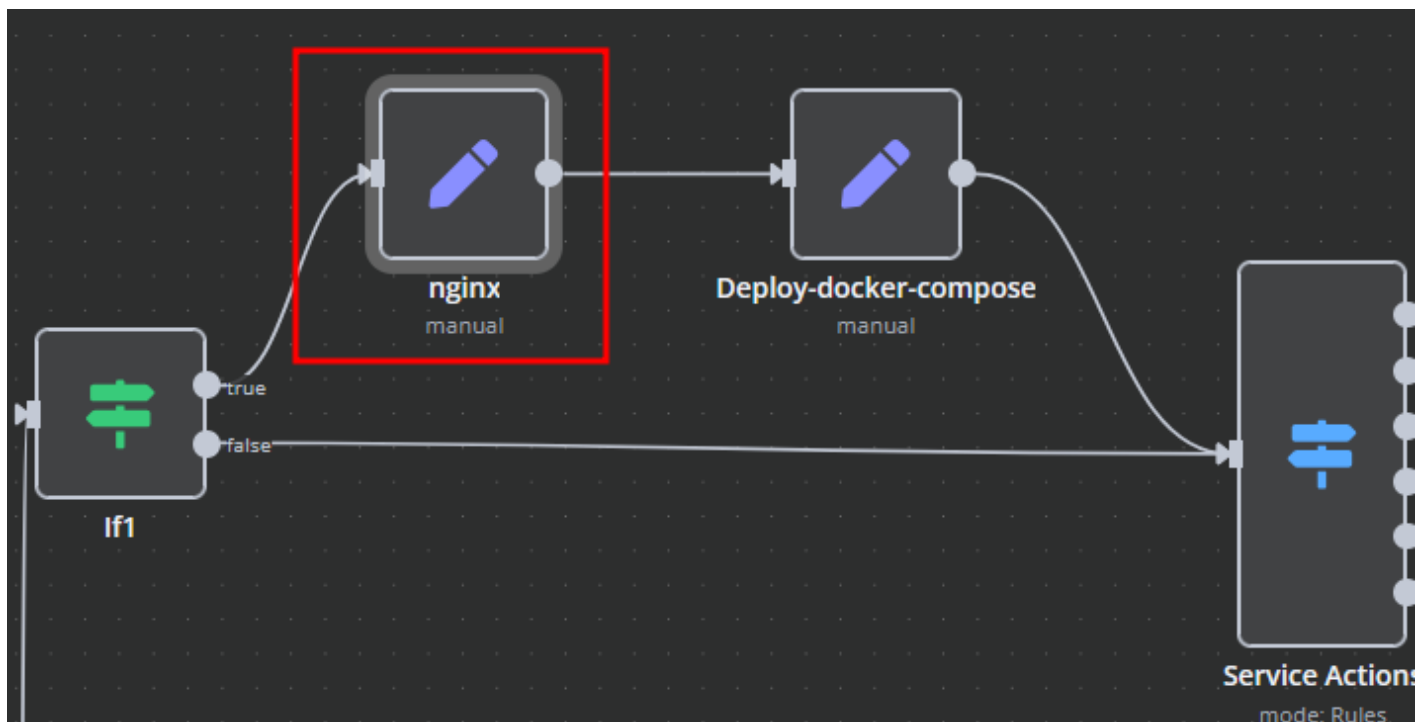 nginx
manual
Deploy-docker-compose
manual
true
false
If1
Service Actions
mode: Rules